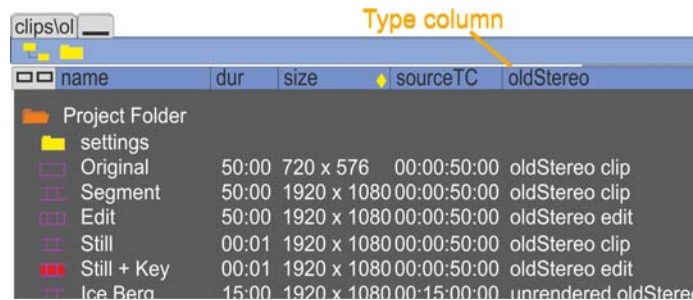 Type column
clips\ol
name dur size sourceTC oldStereo
Project Folder
settings
Original 50:00 720 x 576 00:00:50:00 oldStereo clip
Segment 50:00 1920 x 1080 00:00:50:00 oldStereo clip
Edit 50:00 1920 x 1080 00:00:50:00 oldStereo edit
Still 00:01 1920 x 1080 00:00:50:00 oldStereo clip
Still + Key 00:01 1920 x 1080 00:00:50:00 oldStereo edit
Ice Berg 15:00 1920 x 1080 00:15:00:00 unrendered oldStereo